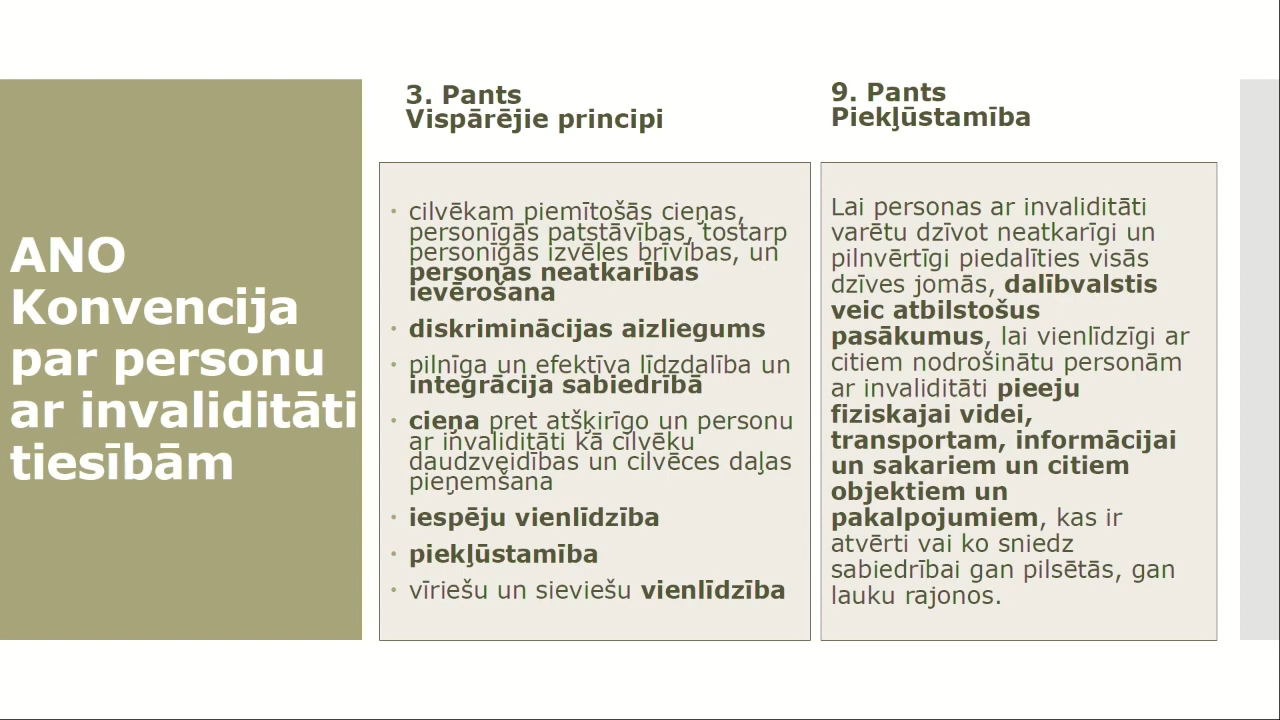 ANO
Konvencija
par personu
ar invaliditāti
tiesībām
3. Pants
Vispārējie principi
• cilvēkam piemītošās cieņas,
personīgās patstāvības, tostarp
personīgās izvēles brīvības, un
personas neatkarības
ievērošana
• diskriminācijas aizliegums
• pilnīga un efektīva līdzdalība un
integrācija sabiedrībā
• cieņa pret atšķirīgo un personu
ar invaliditāti kā cilvēku
daudzveidības un cilvēces daļas
pieņemšana
• iespēju vienlīdzība
• piekļūstamība
• vīriešu un sieviešu vienlīdzība
9. Pants
Piekļūstamība
Lai personas ar invaliditāti
varētu dzīvot neatkarīgi un
pilnvērtīgi piedalīties visās
dzīves jomās, dalībvalstis
veic atbilstošus
pasākumus, lai vienlīdzīgi ar
citiem nodrošinātu personām
ar invaliditāti pieeju
fiziskajai videi,
transportam, informācijai
un sakariem un citiem
objektiem un
pakalpojumiem, kas ir
atvērti vai ko sniedz
sabiedrībai gan pilsētās, gan
lauku rajonos.